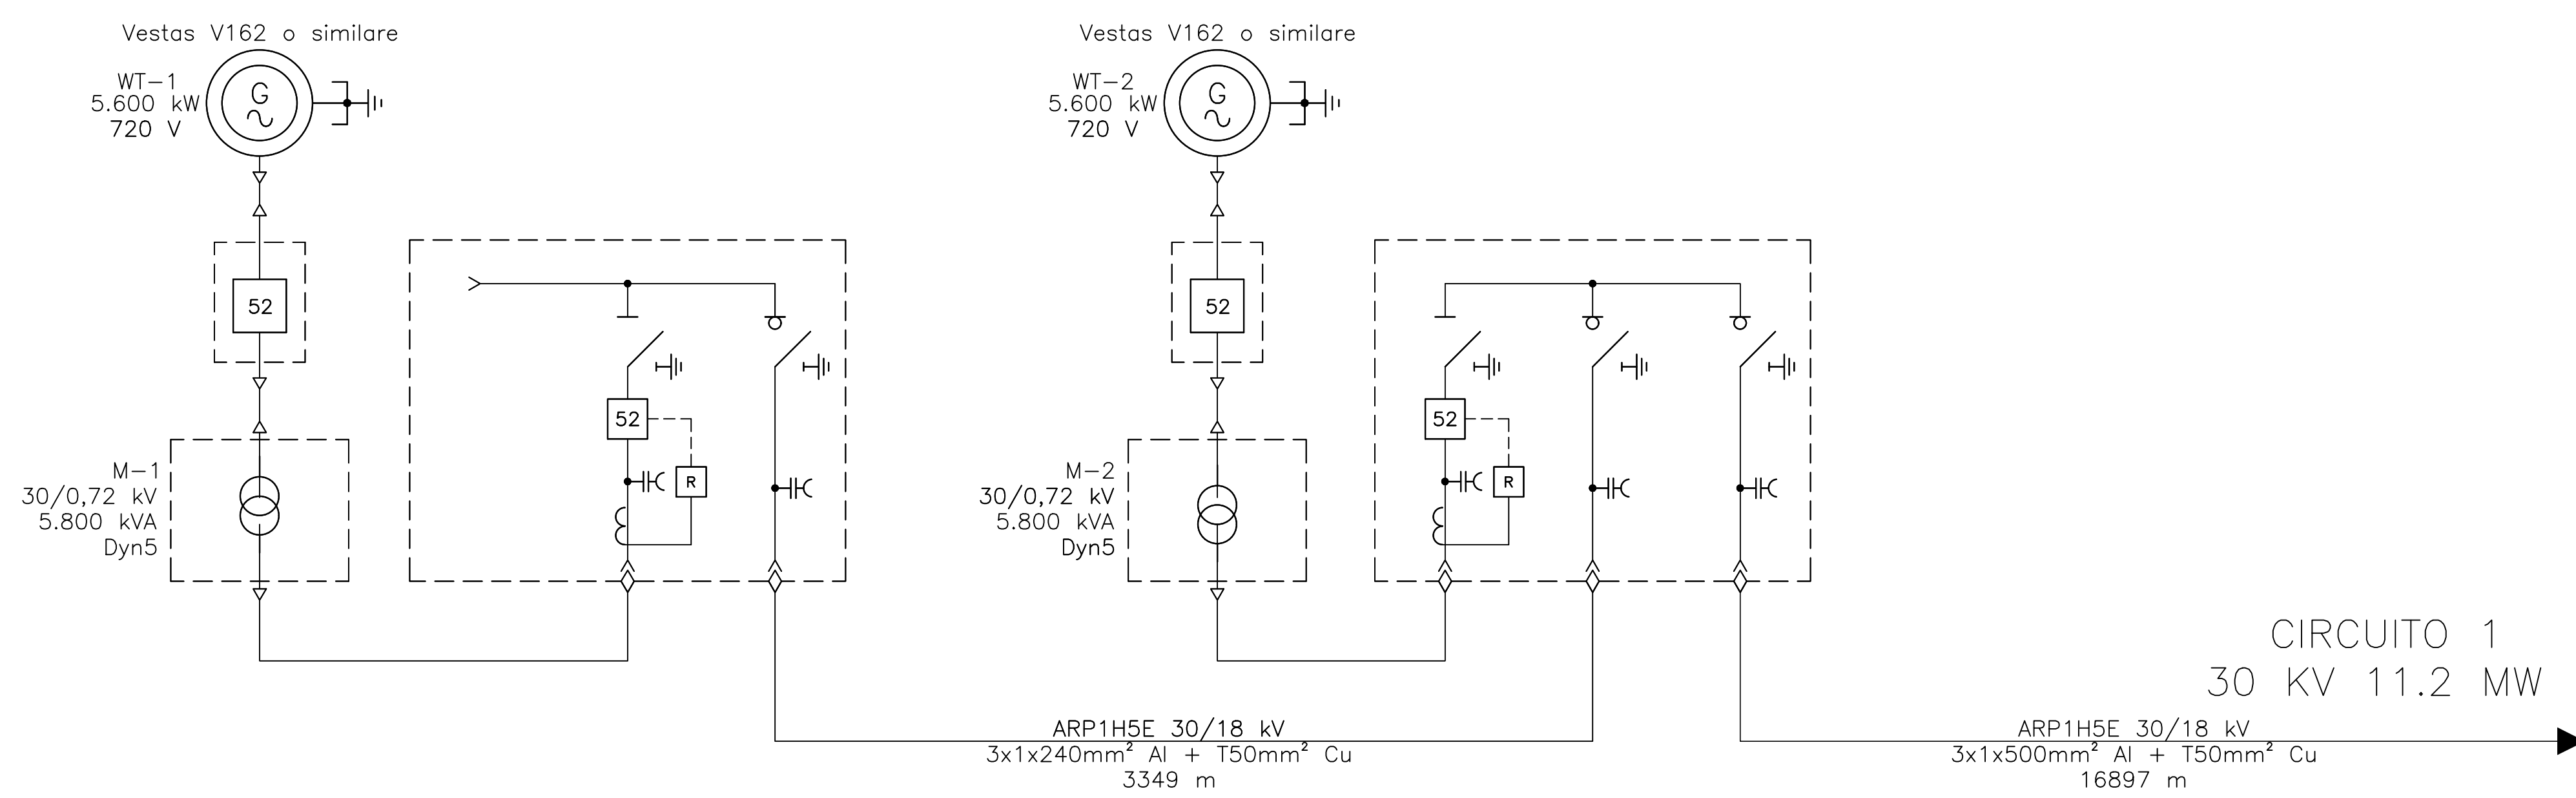 Vestas V162 o similare
WT-1
5.600 kW
720 V
G
52
M-1
30/0,72 kV
5.800 kVA
Dyn5
52
R
Vestas V162 o similare
WT-2
5.600 kW
720 V
G
52
M-2
30/0,72 kV
5.800 kVA
Dyn5
52
R
ARP1H5E 30/18 kV
3x1x240mm² Al + T50mm² Cu
3349 m
CIRCUITO 1
30 KV 11.2 MW
ARP1H5E 30/18 kV
3x1x500mm² Al + T50mm² Cu
16897 m